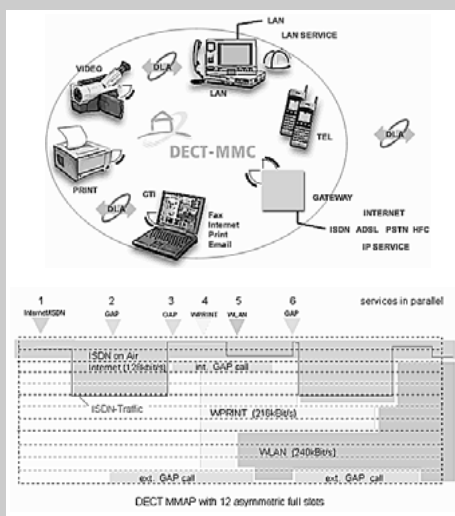 LAN
LAN SERVICE
VIDEO
DLA
LAN
DECT-MMC
TEL
DLA
PRINT
DLA
CTI
Fax
Internet
Print
Email
GATEWAY
INTERNET
ISDN ADSL PSTN HFC
IP SERVICE
1 2 3 4 5 6 services in parallel
Internet/ISDN GAP GAP WPRINT WLAN GAP
ISDN on Air
Internet (128kbit/s) int. GAP call
ISDN-Traffic
WPRINT (216kBit/s)
WLAN (240kBit/s)
ext. GAP call ext. GAP call
DECT MMAP with 12 asymmetric full slots